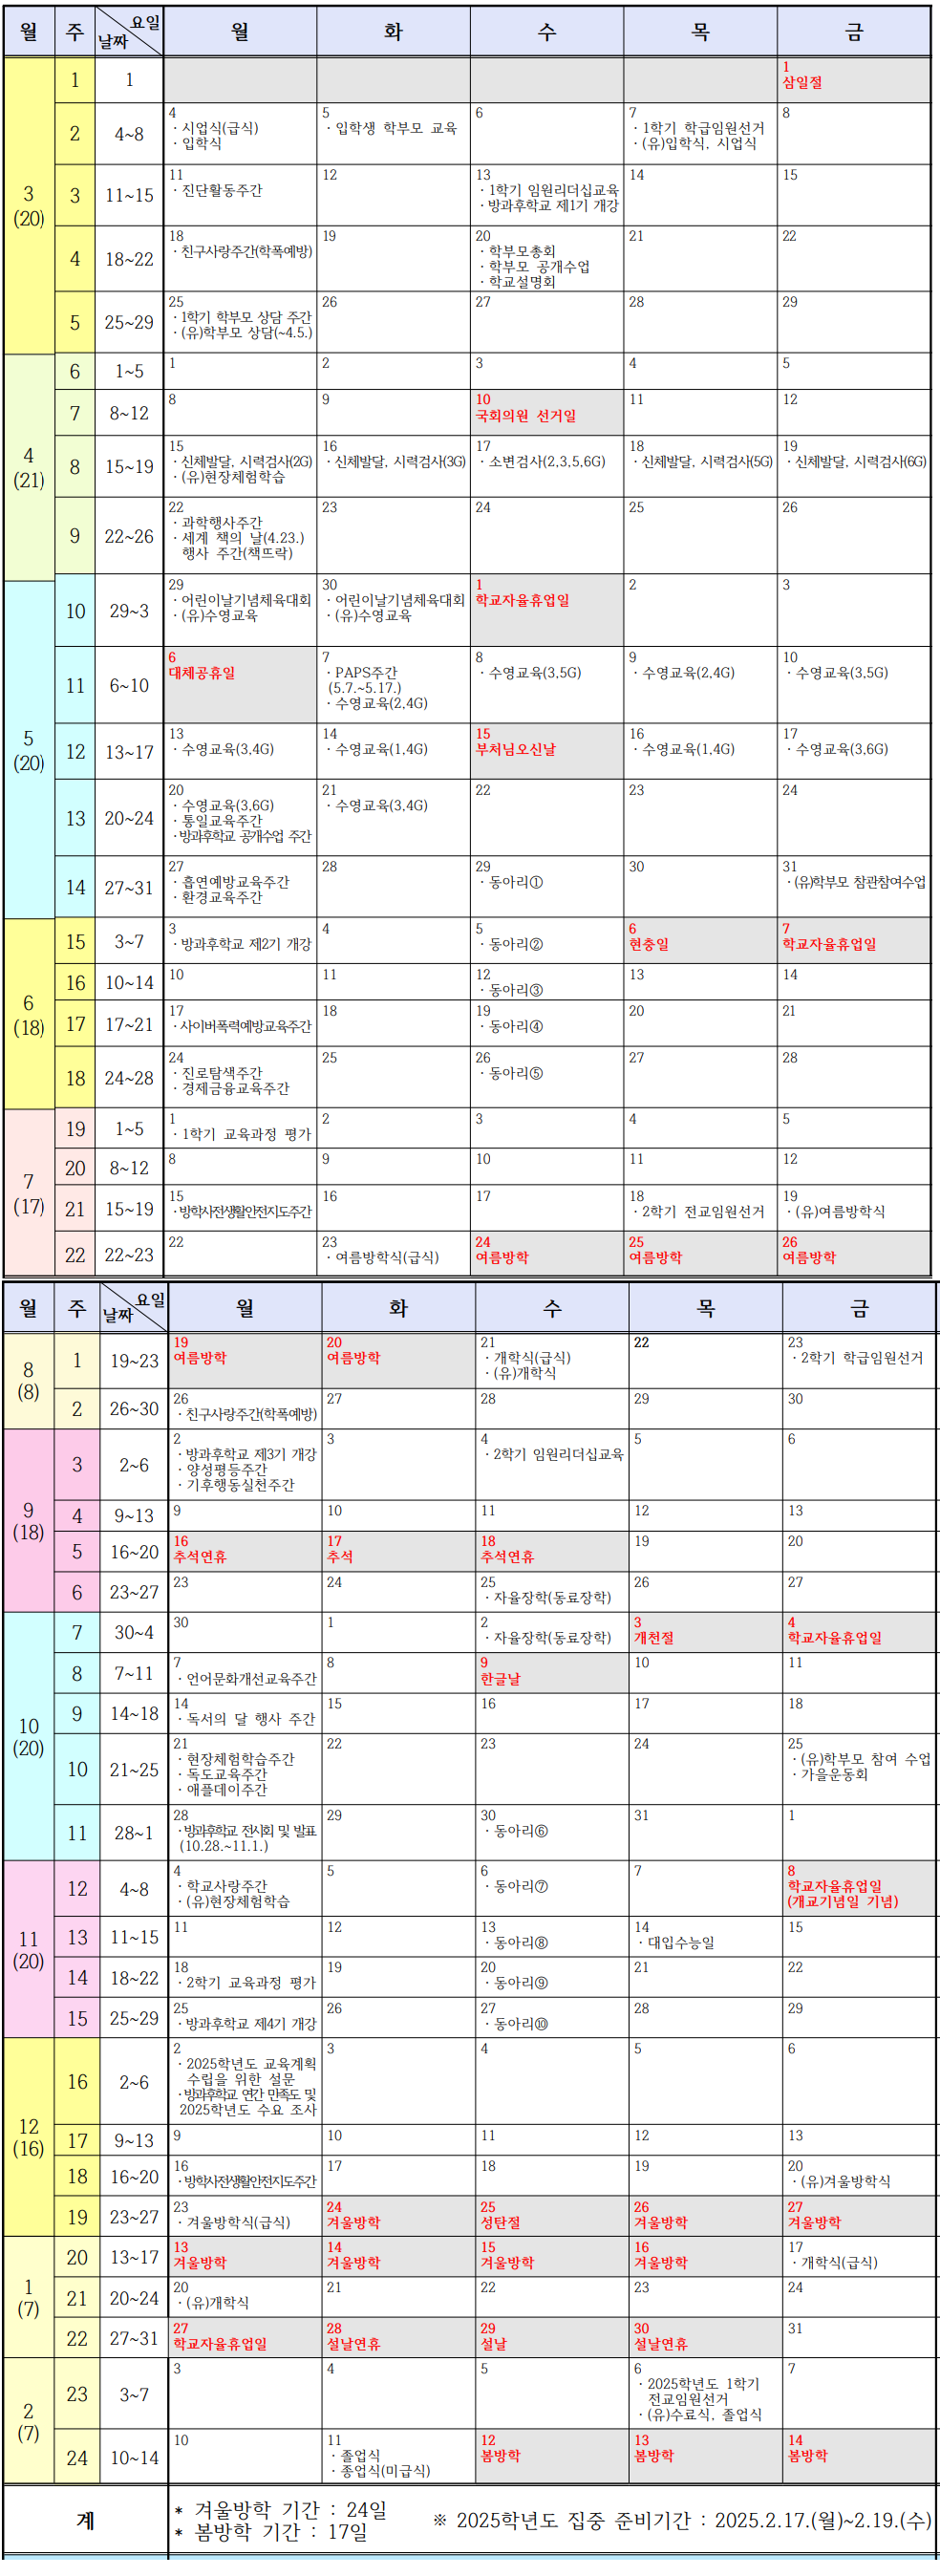 월 주 요일 날짜 월 화 수 목 금
3
(20)
1 1
1
삼일절
2 4~8
4
· 시업식(급식)
· 입학식
5
· 입학생 학부모 교육
6
7
· 1학기 학급임원선거
· (유)입학식, 시업식
8
3 11~15
11
· 진단활동주간
12
13
· 1학기 임원리더십교육
· 방과후학교 제1기 개강
14
15
4 18~22
18
· 친구사랑주간(학폭예방)
19
20
· 학부모총회
· 학부모 공개수업
· 학교설명회
21
22
5 25~29
25
· 1학기 학부모 상담 주간
· (유)학부모 상담(~4.5.)
26
27
28
29
4
(21)
6 1~5
1
2
3
4
5
7 8~12
8
9
10
국회의원 선거일
11
12
8 15~19
15
· 신체발달, 시력검사(2G)
· (유)현장체험학습
16
· 신체발달, 시력검사(3G)
17
· 소변검사(2,3,5,6G)
18
· 신체발달, 시력검사(5G)
19
· 신체발달, 시력검사(6G)
9 22~26
22
· 과학행사주간
· 세계 책의 날(4.23.)
행사 주간(책뜨락)
23
24
25
26
5
(20)
10 29~3
29
· 어린이날기념체육대회
· (유)수영교육
30
· 어린이날기념체육대회
· (유)수영교육
1
학교자율휴업일
2
3
11 6~10
6
대체공휴일
7
· PAPS주간
(5.7.~5.17.)
· 수영교육(2,4G)
8
· 수영교육(3,5G)
9
· 수영교육(2,4G)
10
· 수영교육(3,5G)
12 13~17
13
· 수영교육(3,4G)
14
· 수영교육(1,4G)
15
부처님오신날
16
· 수영교육(1,4G)
17
· 수영교육(3,6G)
13 20~24
20
· 수영교육(3,6G)
· 통일교육주간
· 방과후학교 공개수업 주간
21
· 수영교육(3,4G)
22
23
24
14 27~31
27
· 흡연예방교육주간
· 환경교육주간
28
29
· 동아리①
30
31
· (유)학부모 참관참여수업
6
(18)
15 3~7
3
· 방과후학교 제2기 개강
4
5
· 동아리②
6
현충일
7
학교자율휴업일
16 10~14
10
11
12
· 동아리③
13
14
17 17~21
17
· 사이버폭력예방교육주간
18
19
· 동아리④
20
21
18 24~28
24
· 진로탐색주간
· 경제금융교육주간
25
26
· 동아리⑤
27
28
7
(17)
19 1~5
1
· 1학기 교육과정 평가
2
3
4
5
20 8~12
8
9
10
11
12
21 15~19
15
· 방학사전생활안전지도주간
16
17
18
· 2학기 전교임원선거
19
· (유)여름방학식
22 22~23
22
23
· 여름방학식(급식)
24
여름방학
25
여름방학
26
여름방학
월 주 요일 날짜 월 화 수 목 금
8
(8)
1 19~23
19
여름방학
20
여름방학
21
· 개학식(급식)
· (유)개학식
22
23
· 2학기 학급임원선거
2 26~30
26
· 친구사랑주간(학폭예방)
27
28
29
30
9
(18)
3 2~6
2
· 방과후학교 제3기 개강
· 양성평등주간
· 기후행동실천주간
3
4
· 2학기 임원리더십교육
5
6
4 9~13
9
10
11
12
13
5 16~20
16
추석연휴
17
추석
18
추석연휴
19
20
6 23~27
23
24
25
· 자율장학(동료장학)
26
27
10
(20)
7 30~4
30
1
2
· 자율장학(동료장학)
3
개천절
4
학교자율휴업일
8 7~11
7
· 언어문화개선교육주간
8
9
한글날
10
11
9 14~18
14
· 독서의 달 행사 주간
15
16
17
18
10 21~25
21
· 현장체험학습주간
· 독도교육주간
· 애플데이주간
22
23
24
25
· (유)학부모 참여 수업
· 가을운동회
11 28~1
28
· 방과후학교 전시회 및 발표
(10.28.~11.1.)
29
30
· 동아리⑥
31
1
11
(20)
12 4~8
4
· 학교사랑주간
· (유)현장체험학습
5
6
· 동아리⑦
7
8
학교자율휴업일
(개교기념일 기념)
13 11~15
11
12
13
· 동아리⑧
14
· 대입수능일
15
14 18~22
18
· 2학기 교육과정 평가
19
20
· 동아리⑨
21
22
15 25~29
25
· 방과후학교 제4기 개강
26
27
· 동아리⑩
28
29
12
(16)
16 2~6
2
· 2025학년도 교육계획
수립을 위한 설문
· 방과후학교 연간 만족도 및
2025학년도 수요 조사
3
4
5
6
17 9~13
9
10
11
12
13
18 16~20
16
· 방학사전생활안전지도주간
17
18
19
20
· (유)겨울방학식
19 23~27
23
· 겨울방학식(급식)
24
겨울방학
25
성탄절
26
겨울방학
27
겨울방학
1
(7)
20 13~17
13
겨울방학
14
겨울방학
15
겨울방학
16
겨울방학
17
· 개학식(급식)
21 20~24
20
· (유)개학식
21
22
23
24
22 27~31
27
학교자율휴업일
28
설날연휴
29
설날
30
설날연휴
31
2
(7)
23 3~7
3
4
5
6
· 2025학년도 1학기
전교임원선거
· (유)수료식, 졸업식
7
24 10~14
10
11
· 졸업식
· 종업식(미급식)
12
봄방학
13
봄방학
14
봄방학
계
* 겨울방학 기간 : 24일
* 봄방학 기간 : 17일
※ 2025학년도 집중 준비기간 : 2025.2.17.(월)~2.19.(수)